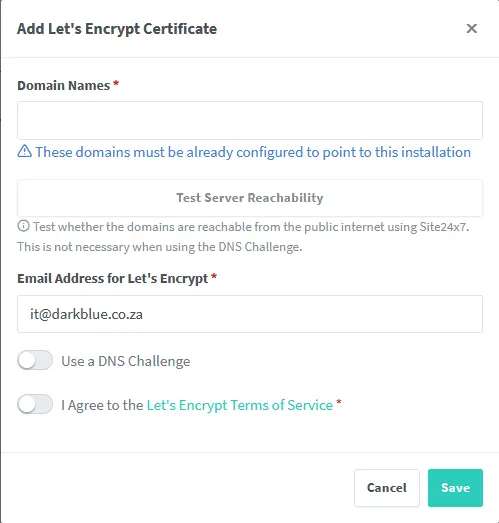 Add Let's Encrypt Certificate
Domain Names *
These domains must be already configured to point to this installation
Test Server Reachability
Test whether the domains are reachable from the public internet using Site24x7.
This is not necessary when using the DNS Challenge.
Email Address for Let's Encrypt *
it@darkblue.co.za
Use a DNS Challenge
I Agree to the Let's Encrypt Terms of Service *
Cancel
Save